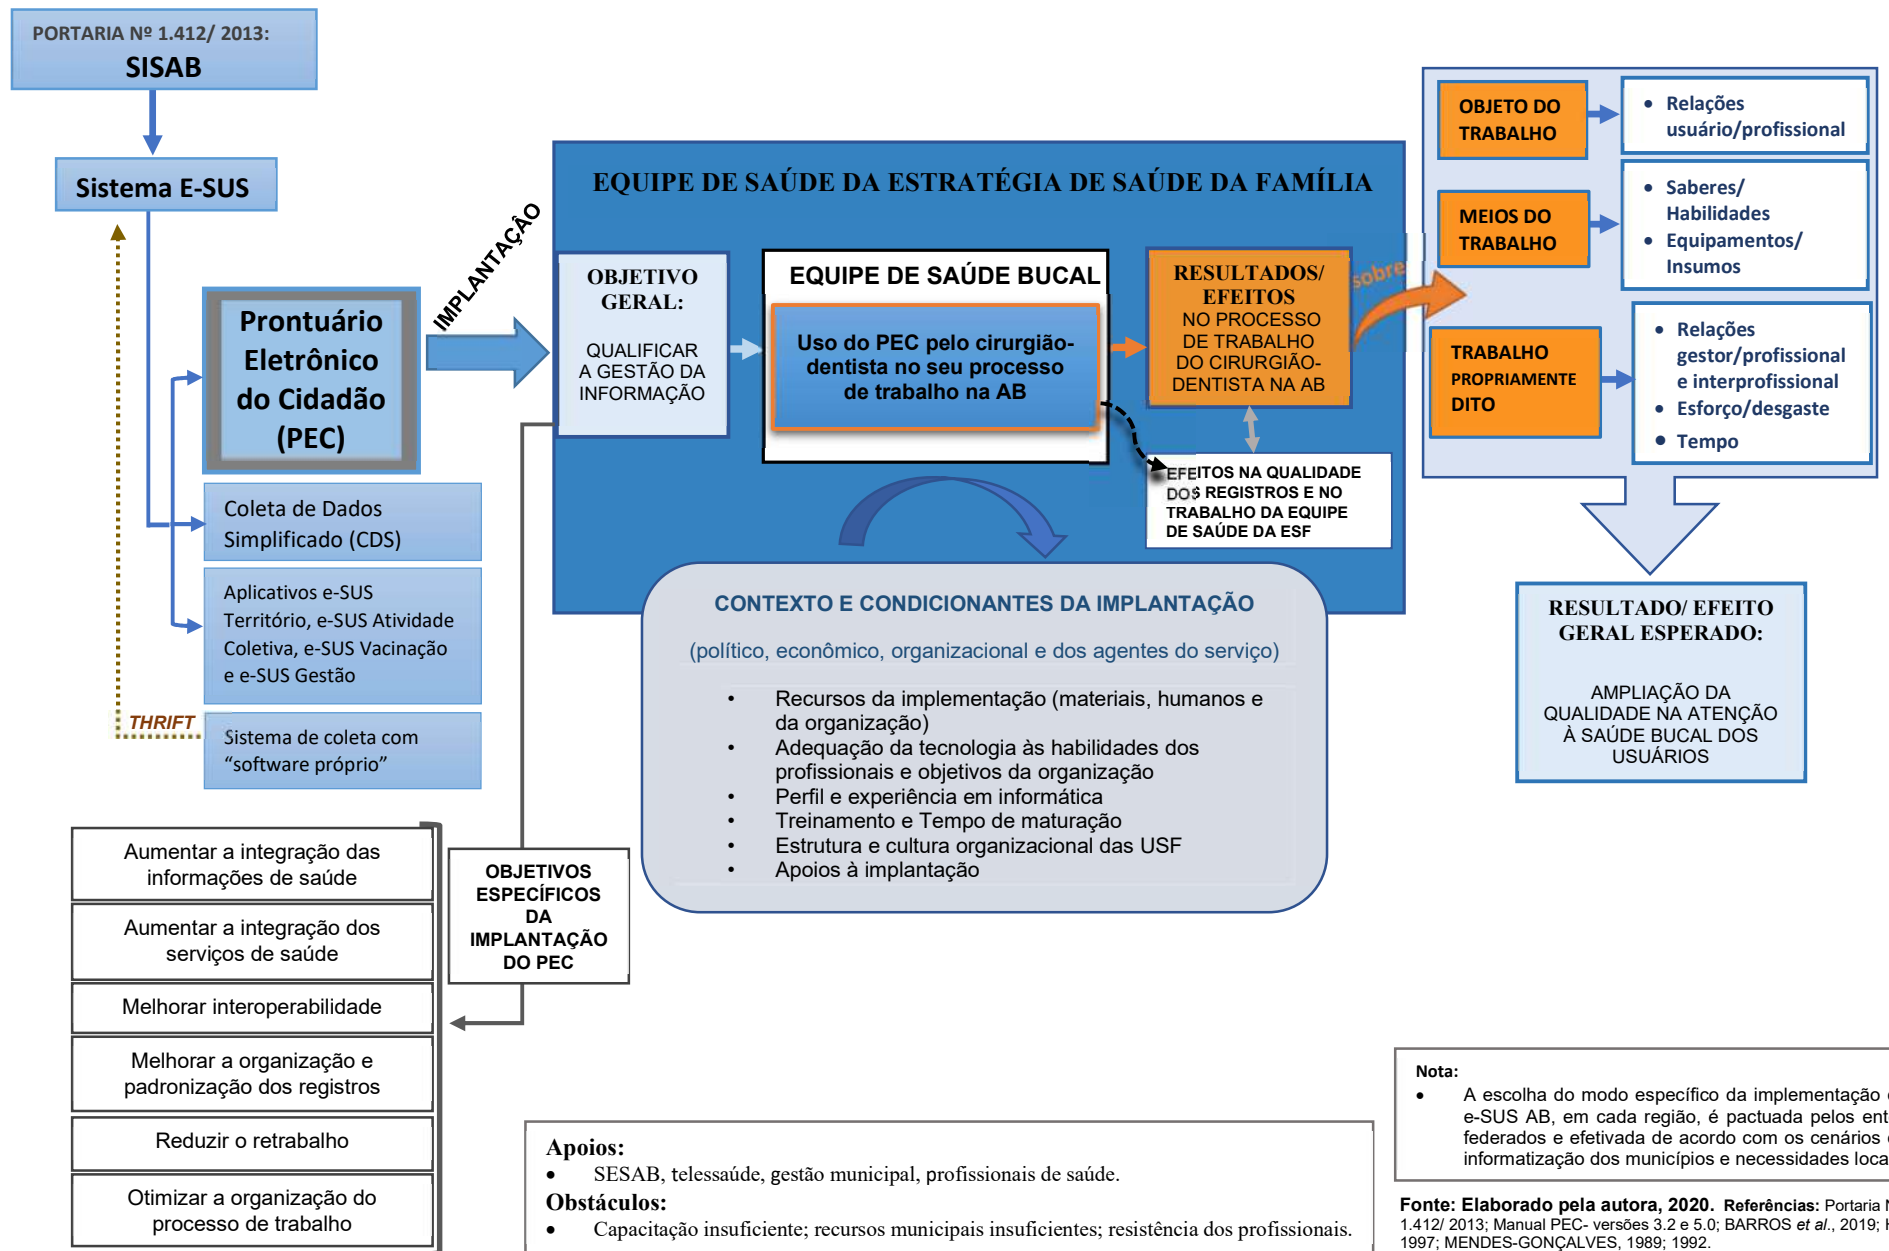 PORTARIA Nº 1.412/ 2013:
SISAB
Sistema E-SUS
Prontuário
Eletrônico
do Cidadão
(PEC)
Coleta de Dados
Simplificado (CDS)
Aplicativos e-SUS
Território, e-SUS Atividade
Coletiva, e-SUS Vacinação
e e-SUS Gestão
THRIFT
Sistema de coleta com
“software próprio”
IMPLANTAÇÂO
EQUIPE DE SAÚDE DA ESTRATÉGIA DE SAÚDE DA FAMÍLIA
OBJETIVO
GERAL:
QUALIFICAR
A GESTÃO DA
INFORMAÇÃO
EQUIPE DE SAÚDE BUCAL
Uso do PEC pelo cirurgião-
dentista no seu processo
de trabalho na AB
RESULTADOS/
EFEITOS
NO PROCESSO
DE TRABALHO
DO CIRURGIÃO-
DENTISTA NA AB
EFEITOS NA QUALIDADE
DOS REGISTROS E NO
TRABALHO DA EQUIPE
DE SAÚDE DA ESF
sobre
OBJETO DO
TRABALHO
• Relações
usuário/profissional
MEIOS DO
TRABALHO
• Saberes/
Habilidades
• Equipamentos/
Insumos
TRABALHO
PROPRIAMENTE
DITO
• Relações
gestor/profissional
e interprofissional
• Esforço/desgaste
• Tempo
RESULTADO/ EFEITO
GERAL ESPERADO:
AMPLIAÇÃO DA
QUALIDADE NA ATENÇÃO
À SAÚDE BUCAL DOS
USUÁRIOS
CONTEXTO E CONDICIONANTES DA IMPLANTAÇÃO
(político, econômico, organizacional e dos agentes do serviço)
• Recursos da implementação (materiais, humanos e
da organização)
• Adequação da tecnologia às habilidades dos
profissionais e objetivos da organização
• Perfil e experiência em informática
• Treinamento e Tempo de maturação
• Estrutura e cultura organizacional das USF
• Apoios à implantação
OBJETIVOS
ESPECÍFICOS
DA
IMPLANTAÇÃO
DO PEC
Aumentar a integração das
informações de saúde
Aumentar a integração dos
serviços de saúde
Melhorar interoperabilidade
Melhorar a organização e
padronização dos registros
Reduzir o retrabalho
Otimizar a organização do
processo de trabalho
Apoios:
• SESAB, telessaúde, gestão municipal, profissionais de saúde.
Obstáculos:
• Capacitação insuficiente; recursos municipais insuficientes; resistência dos profissionais.
Nota:
• A escolha do modo específico da implementação
e-SUS AB, em cada região, é pactuada pelos
federados e efetivada de acordo com os cenários
informatização dos municípios e necessidades
Fonte: Elaborado pela autora, 2020. Referências: Portaria
1.412/ 2013; Manual PEC- versões 3.2 e 5.0; BARROS et al., 2019;
1997; MENDES-GONÇALVES, 1989; 1992.